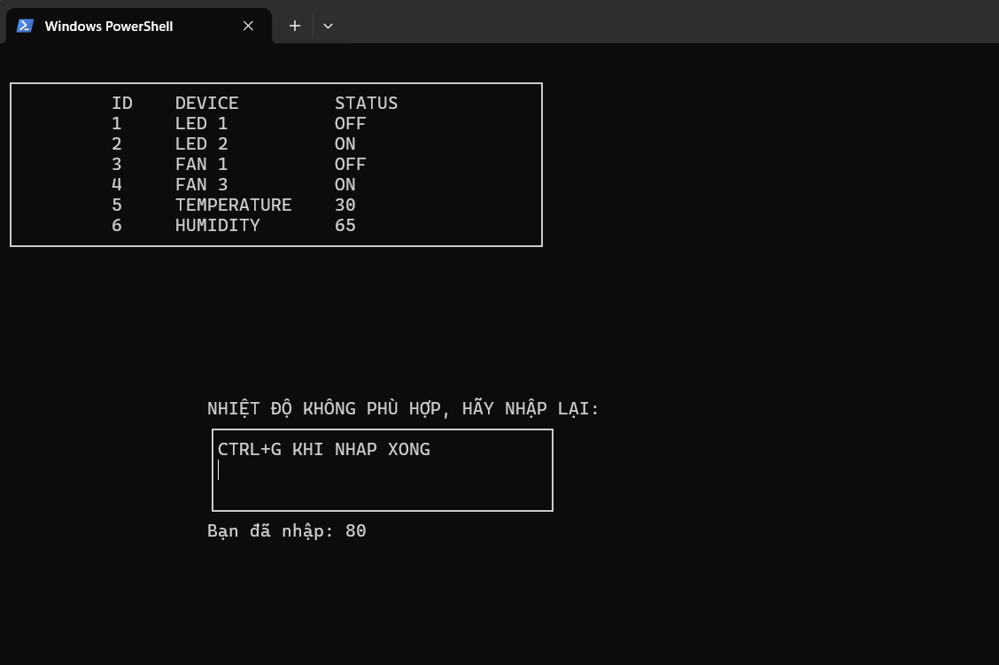 Windows PowerShell
ID DEVICE STATUS
1 LED 1 OFF
2 LED 2 ON
3 FAN 1 OFF
4 FAN 3 ON
5 TEMPERATURE 30
6 HUMIDITY 65
NHIỆT ĐỘ KHÔNG PHÙ HỢP, HÃY NHẬP LẠI:
CTRL+G KHI NHAP XONG
Bạn đã nhập: 80